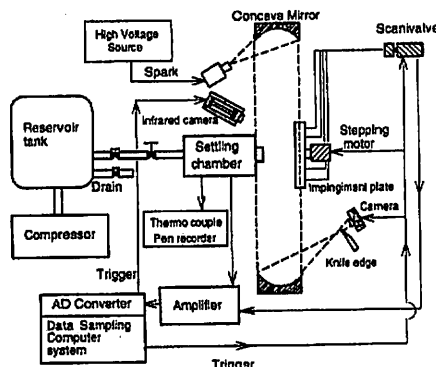 Concave Mirror
Scanivalve
High Voltage
Source
Spark
Infrared camera
Reservoir
tank
Settling
chamber
Stepping
motor
Drain
Impingimant plate
Camera
Thermo couple
Pen recorder
Compressor
Knife edge
Trigger
AD Converter
Amplifier
Data Sampling
Computer
system
Trigger